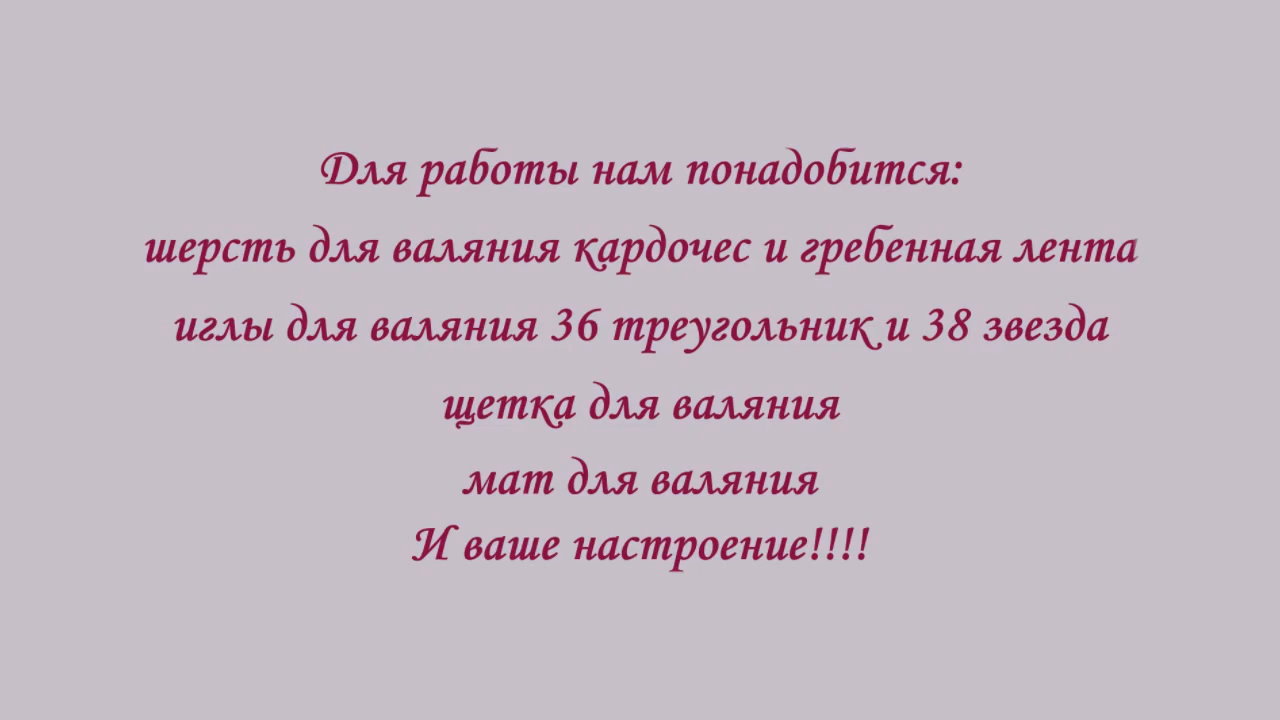 Для работы нам понадобится:
шерсть для валяния кардочес и гребенная лента
иглы для валяния 36 треугольник и 38 звезда
щетка для валяния
мат для валяния
И ваше настроение!!!!